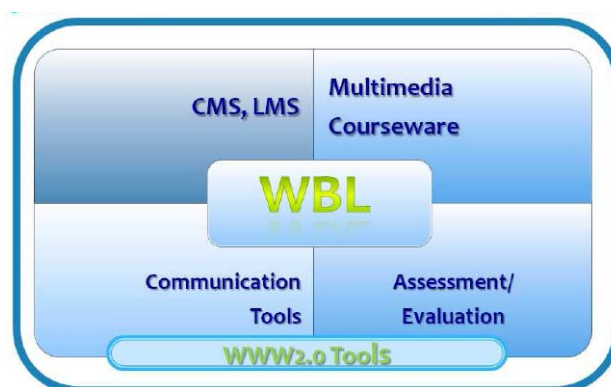 CMS, LMS
Multimedia
Courseware
WBL
Communication
Tools
Assessment/
Evaluation
WWW2.0 Tools